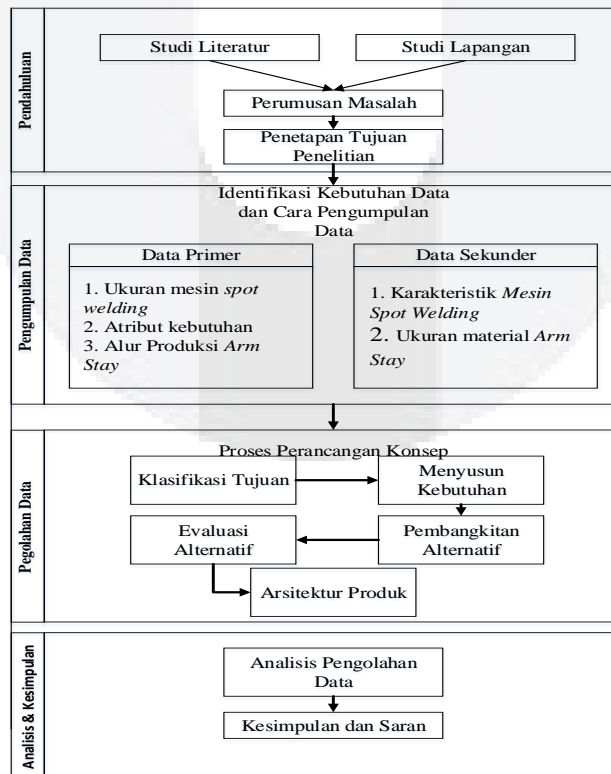 Pendahuluan
Studi Literatur
Studi Lapangan
Perumusan Masalah
Penetapan Tujuan
Penelitian
Pengumpulan Data
Identifikasi Kebutuhan Data
dan Cara Pengumpulan
Data
Data Primer
1. Ukuran mesin spot
welding
2. Atribut kebutuhan
3. Alur Produksi Arm
Stay
Data Sekunder
1. Karakteristik Mesin
Spot Welding
2. Ukuran material Arm
Stay
Pegolahan Data
Proses Perancangan Konsep
Klasifikasi Tujuan
Menyusun
Kebutuhan
Evaluasi
Alternatif
Pembangkitan
Alternatif
Arsitektur Produk
Analisis & Kesimpulan
Analisis Pengolahan
Data
Kesimpulan dan Saran